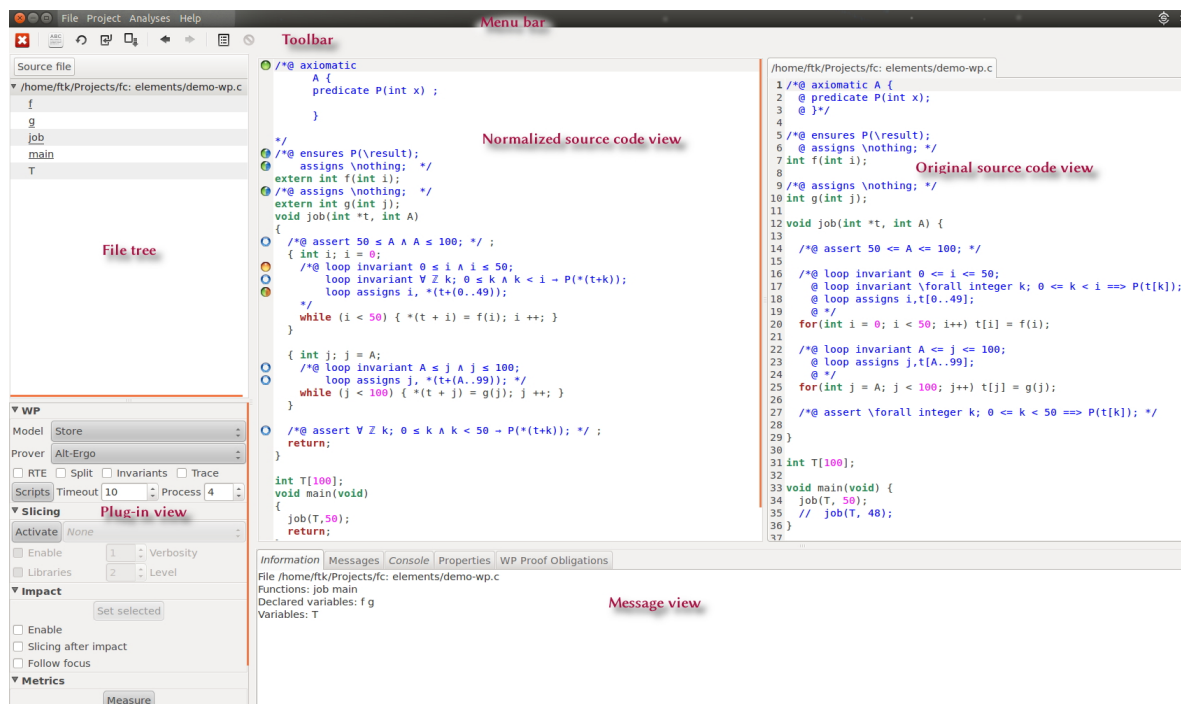 File Project Analyses Help
Menu bar
Toolbar
Source file
/home/ftk/Projects/fc: elements/demo-wp.c
f
g
job
main
T
File tree
/*@ axiomatic
A {
predicate P(int x) ;
}
*/
/*@ ensures P(\result);
assigns \nothing; */
extern int f(int i);
/*@ assigns \nothing; */
extern int g(int j);
void job(int *t, int A)
{
/*@ assert 50 ≤ A ∧ A ≤ 100; */ ;
{ int i; i = 0;
/*@ loop invariant 0 ≤ i ∧ i ≤ 50;
loop invariant ∀ ℤ k; 0 ≤ k ∧ k < i → P(*(t+k));
loop assigns i, *(t+(0..49));
*/
while (i < 50) { *(t + i) = f(i); i ++; }
}
{ int j; j = A;
/*@ loop invariant A ≤ j ∧ j ≤ 100;
loop assigns j, *(t+(A..99)); */
while (j < 100) { *(t + j) = g(j); j ++; }
}
/*@ assert ∀ ℤ k; 0 ≤ k ∧ k < 50 → P(*(t+k)); */ ;
return;
}
int T[100];
void main(void)
{
job(T,50);
return;
Normalized source code view
/home/ftk/Projects/fc: elements/demo-wp.c
1 /*@ axiomatic A {
2 @ predicate P(int x);
3 @ }*/
4
5 /*@ ensures P(\result);
6 @ assigns \nothing; */
7 int f(int i);
8
9 /*@ assigns \nothing; */
10 int g(int j);
11
12 void job(int *t, int A) {
13
14 /*@ assert 50 <= A <= 100; */
15
16 /*@ loop invariant 0 <= i <= 50;
17 @ loop invariant \forall integer k; 0 <= k < i ==> P(t[k]);
18 @ loop assigns i,t[0..49];
19 @ */
20 for(int i = 0; i < 50; i++) t[i] = f(i);
21
22 /*@ loop invariant A <= j <= 100;
23 @ loop assigns j,t[A..99];
24 @ */
25 for(int j = A; j < 100; j++) t[j] = g(j);
26
27 /*@ assert \forall integer k; 0 <= k < 50 ==> P(t[k]); */
28
29 }
30
31 int T[100];
32
33 void main(void) {
34 job(T, 50);
35 // job(T, 48);
36 }
37
Original source code view
WP
Model Store
Prover Alt-Ergo
RTE Split Invariants Trace
Scripts Timeout 10 Process 4
Slicing
Plug-in view
Activate None
Enable 1 Verbosity
Libraries 2 Level
Impact
Set selected
Enable
Slicing after impact
Follow focus
Metrics
Measure
Information Messages Console Properties WP Proof Obligations
File /home/ftk/Projects/fc: elements/demo-wp.c
Functions: job main
Declared variables: f g
Variables: T
Message view